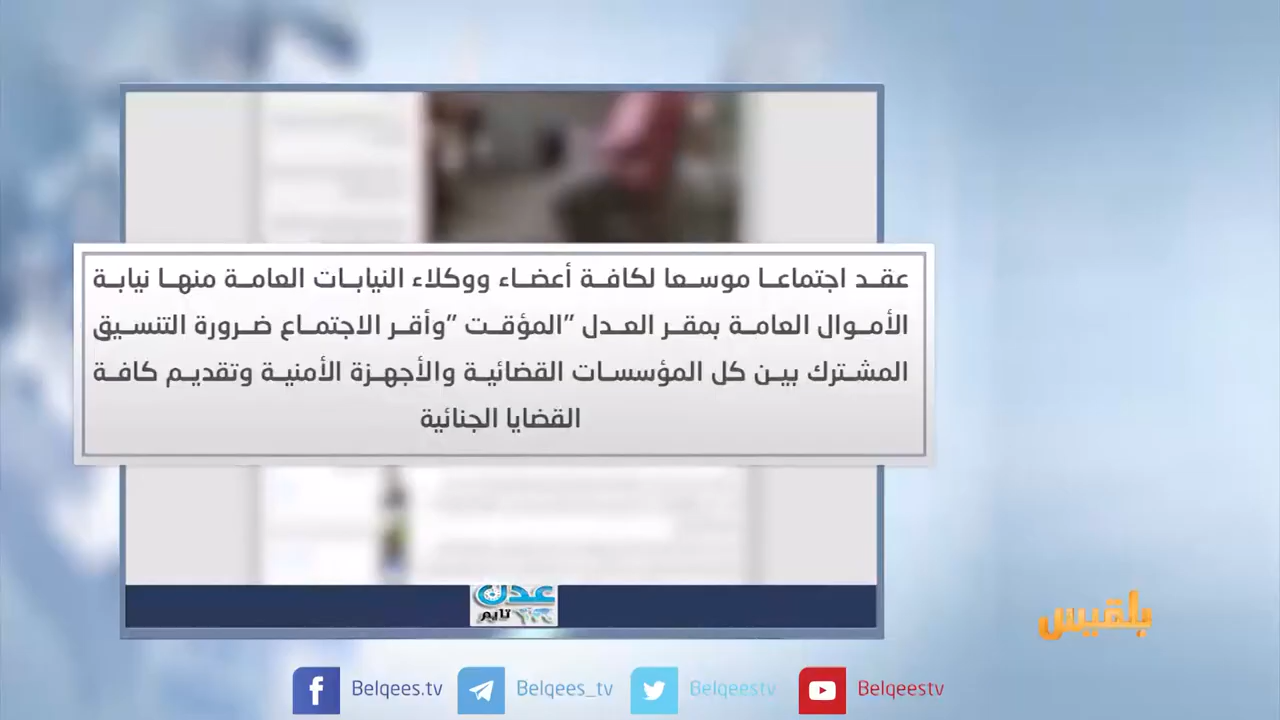 عقد اجتماعا موسعا لكافة أعضاء ووكلاء النيابات العامة منها نيابة
الأموال العامة بمقر العدل "المؤقت "وأقر الاجتماع ضرورة التنسيق
المشترك بين كل المؤسسات القضائية والأجهزة الأمنية وتقديم كافة
القضايا الجنائية
عدن
تايم
بلقيس
Belqees.tv
Belqees_tv
Belqeestv
Belqeestv